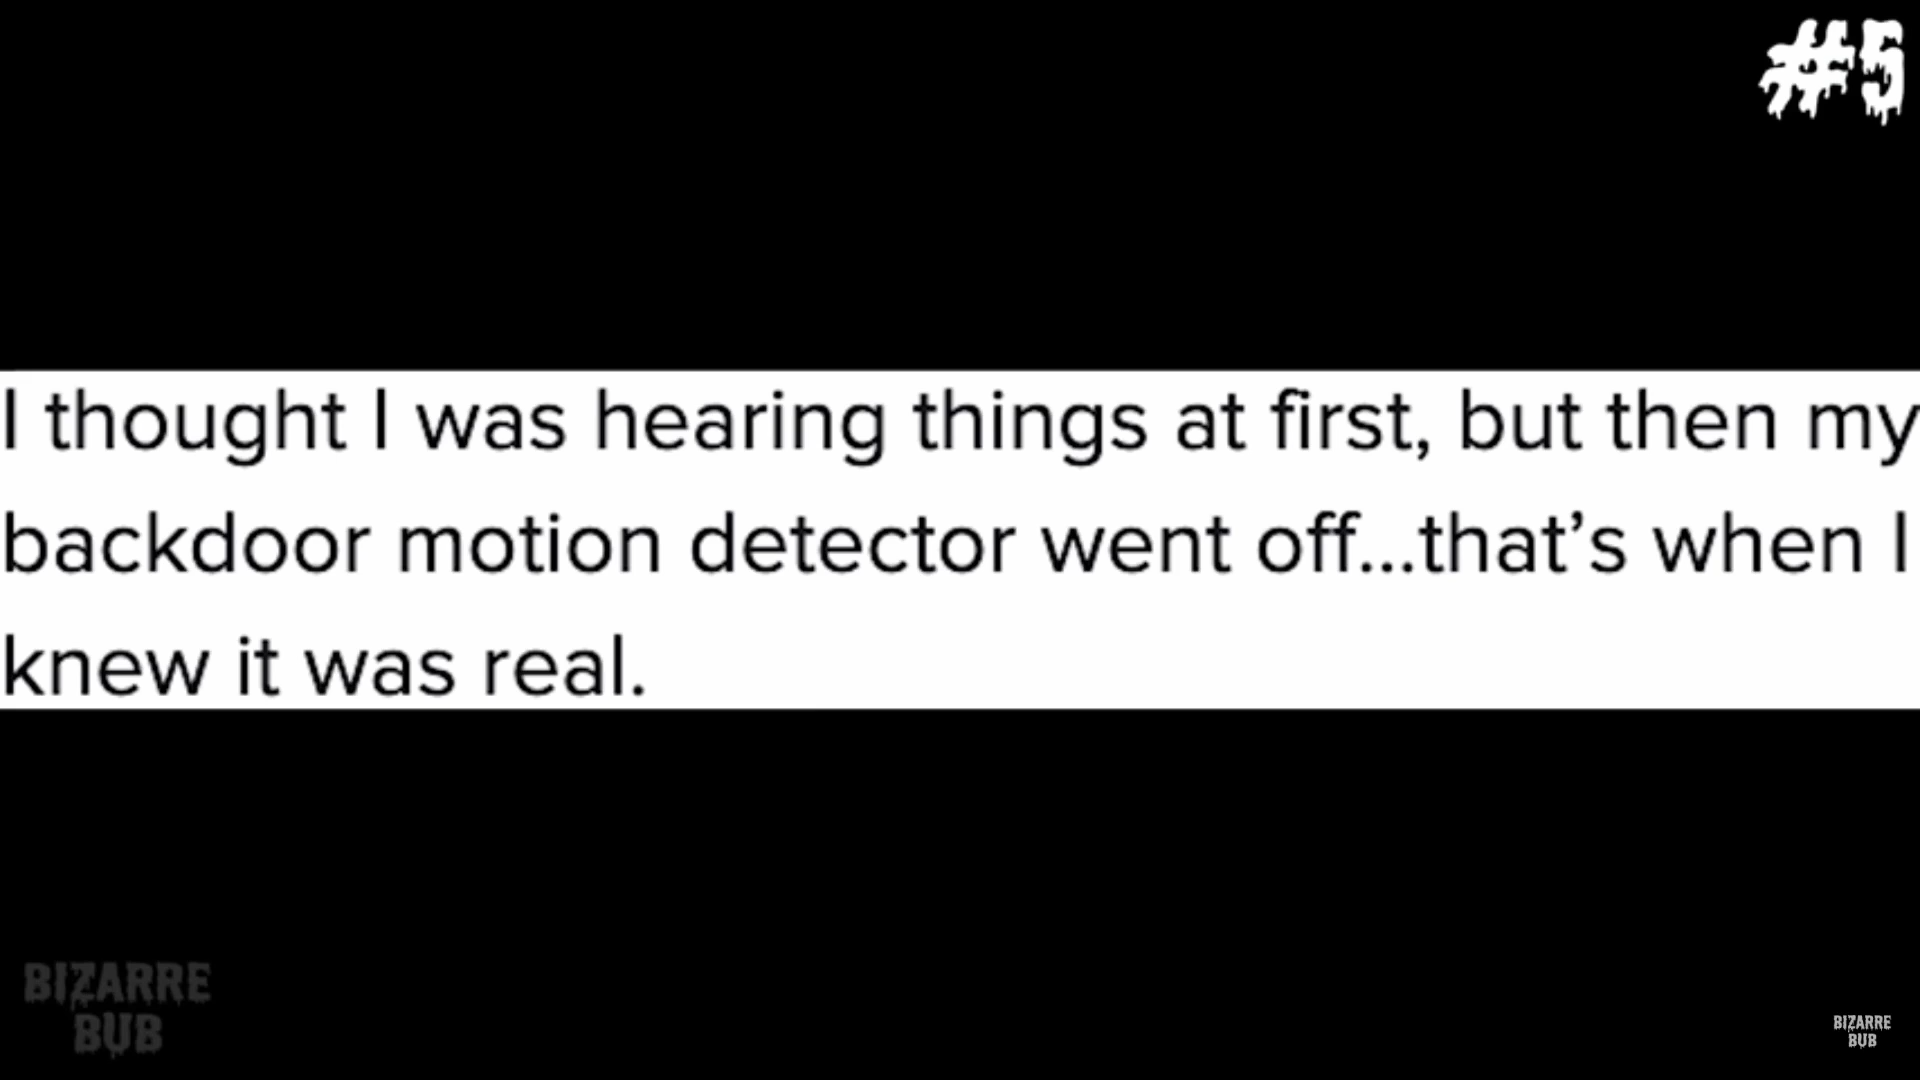 #5
I thought I was hearing things at first, but then my
backdoor motion detector went off...that’s when I
knew it was real.
BIZARRE
BUB
BIZARRE
BUB